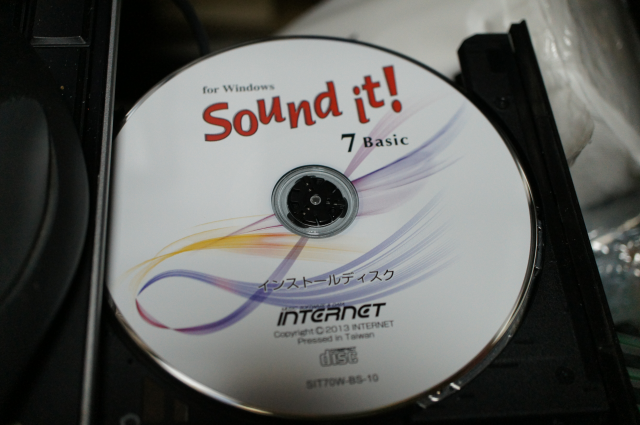 for Windows
Sound it!
7 Basic
インストールディスク
INTERNET
Copyright © 2013 INTERNET
Pressed in Taiwan
disc
SIT70W-BS-10